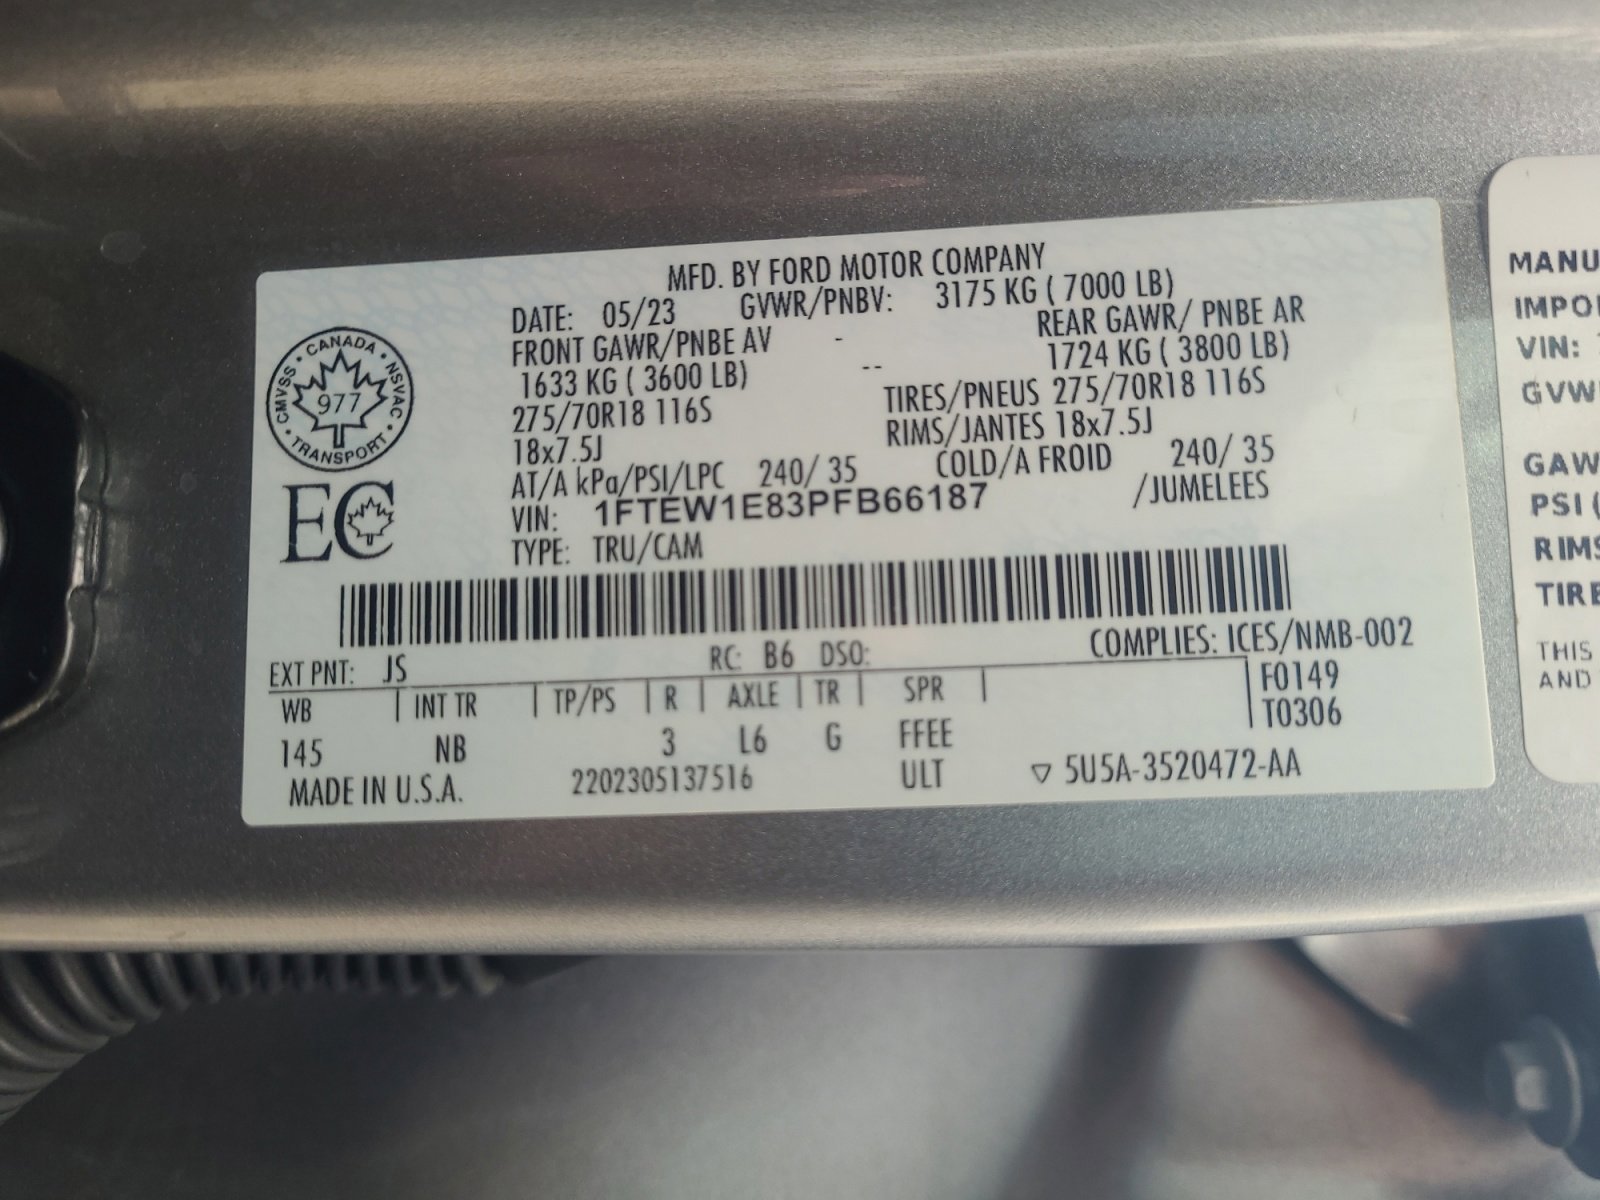 MFD. BY FORD MOTOR COMPANY
DATE: 05/23 GVWR/PNBV: 3175 KG ( 7000 LB)
FRONT GAWR/PNBE AV - REAR GAWR/ PNBE AR
1633 KG ( 3600 LB) -- 1724 KG ( 3800 LB)
275/70R18 116S TIRES/PNEUS 275/70R18 116S
18x7.5J RIMS/JANTES 18x7.5J
AT/A kPa/PSI/LPC 240/ 35 COLD/A FROID 240/ 35
VIN: 1FTEW1E83PFB66187 /JUMELEES
TYPE: TRU/CAM
CANADA
CMVSS NSVAC
977
TRANSPORT
EC
COMPLIES: ICES/NMB-002
EXT PNT: JS RC: B6 DSO:
WB | INT TR | TP/PS | R | AXLE | TR | SPR | F0149
T0306
145 NB 3 L6 G FFEE
MADE IN U.S.A. 2202305137516 ULT ▽ 5U5A-3520472-AA
MANU
IMPO
VIN:
GVW
GAW
PSI (
RIMS
TIRE
THIS
AND